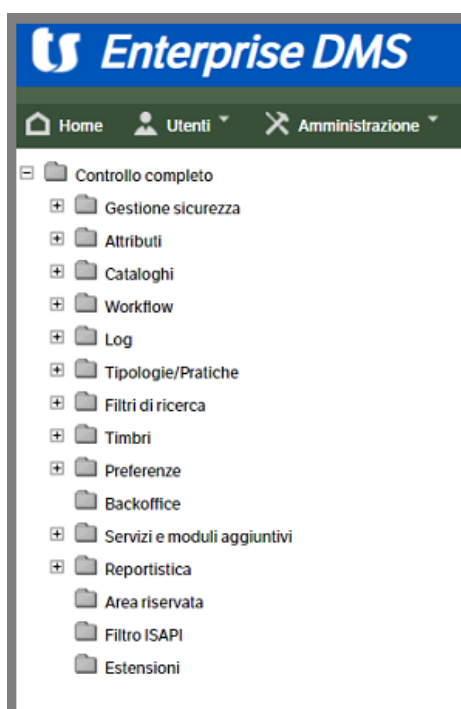 ts Enterprise DMS
Home Utenti Amministrazione
Controllo completo
Gestione sicurezza
Attributi
Cataloghi
Workflow
Log
Tipologie/Pratiche
Filtri di ricerca
Timbri
Preferenze
Backoffice
Servizi e moduli aggiuntivi
Reportistica
Area riservata
Filtro ISAPI
Estensioni